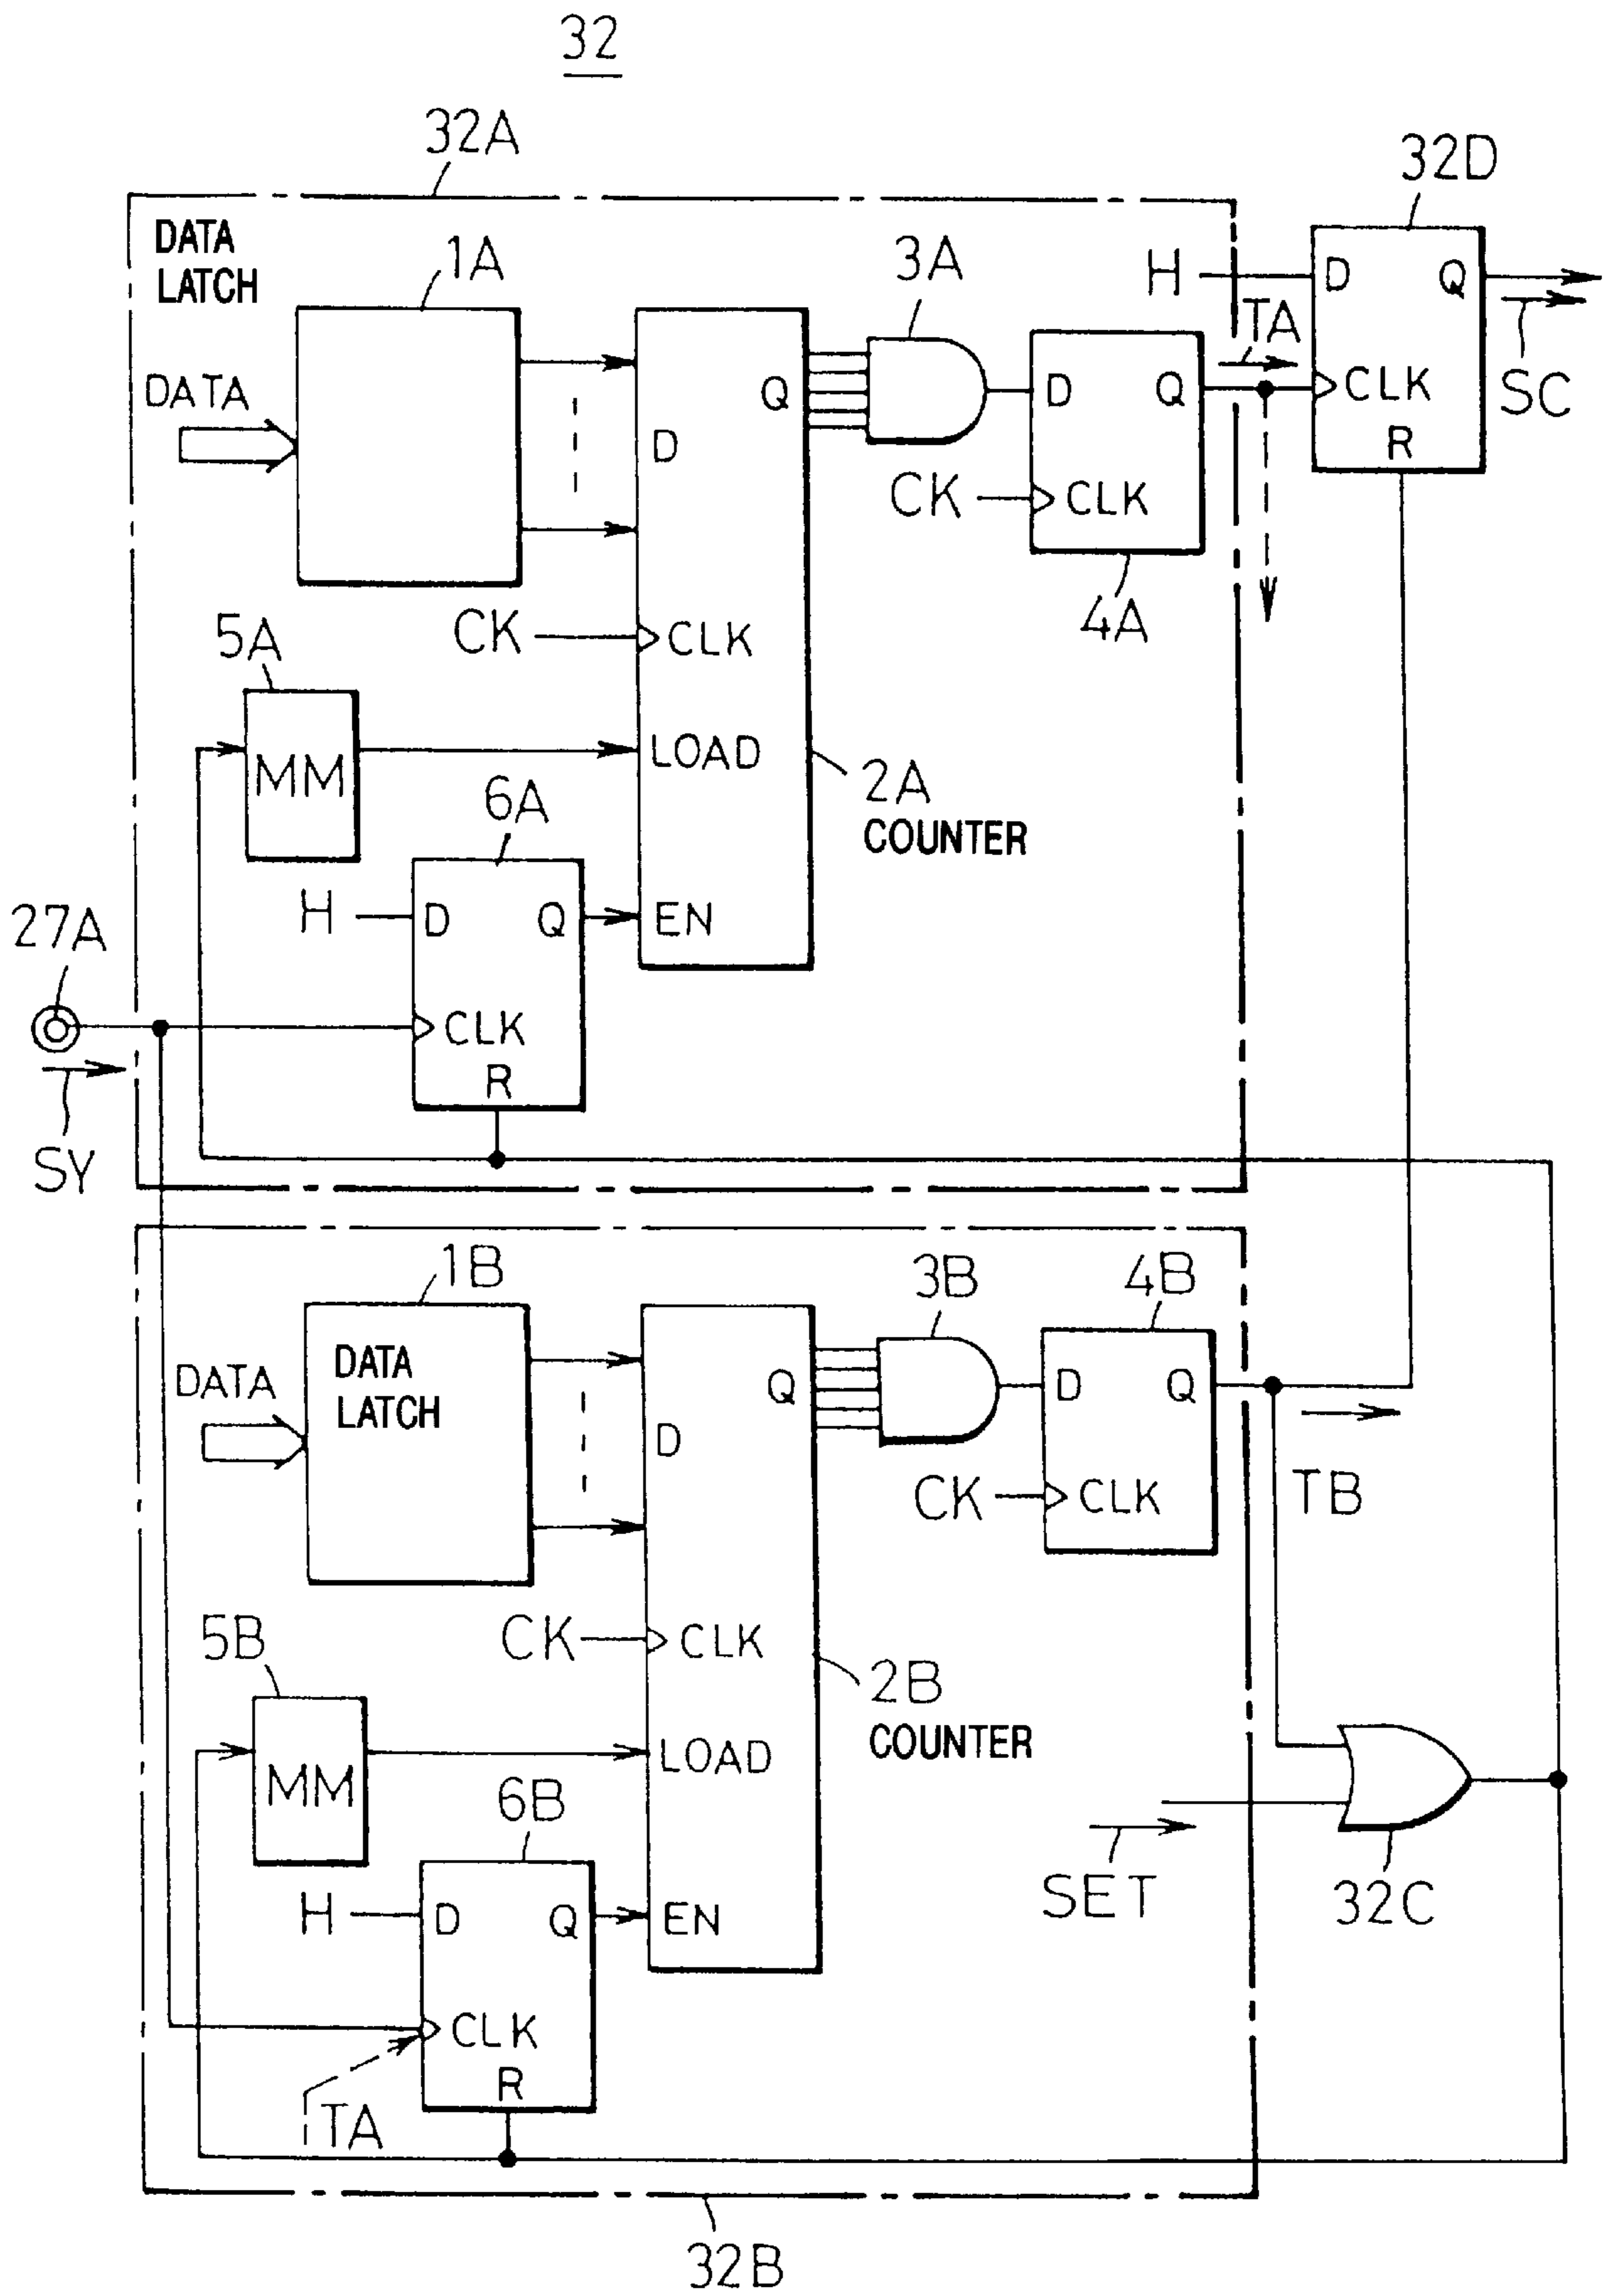 32
32A
32D
DATA
LATCH
1A
3A
H
D
Q
TA
SC
DATA
D
Q
D
Q
CLK
R
CK
CLK
4A
CK
CLK
5A
MM
LOAD
2A
COUNTER
6A
H
D
Q
EN
27A
CLK
R
SY
1B
3B
4B
DATA
LATCH
DATA
D
Q
D
Q
CK
CLK
TB
CK
CLK
5B
MM
LOAD
2B
COUNTER
6B
H
D
Q
EN
SET
32C
CLK
R
TA
32B